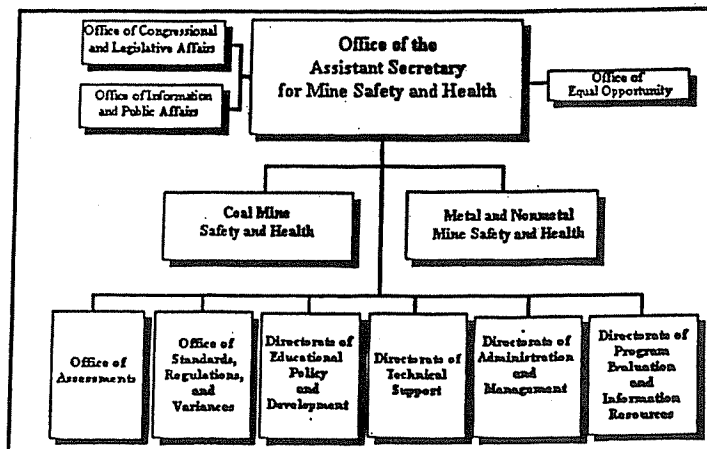 Office of Congressional
and Legislative Affairs
Office of Information
and Public Affairs
Office of the
Assistant Secretary
for Mine Safety and Health
Office of
Equal Opportunity
Coal Mine
Safety and Health
Metal and Nonmetal
Mine Safety and Health
Office of
Assessments
Office of
Standards,
Regulations,
and
Variances
Directorate of
Educational
Policy
and
Development
Directorate of
Technical
Support
Directorate of
Administration
and
Management
Directorate of
Program
Evaluation
and
Information
Resources